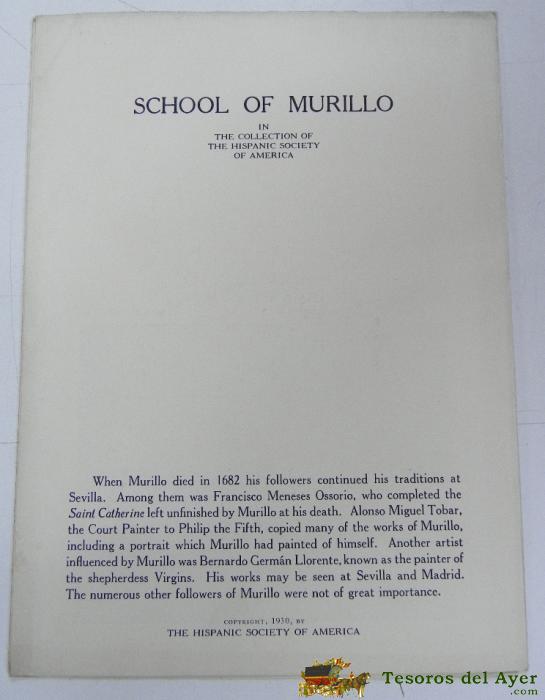 SCHOOL OF MURILLO
IN
THE COLLECTION OF
THE HISPANIC SOCIETY
OF AMERICA
When Murillo died in 1682 his followers continued his traditions at
Sevilla. Among them was Francisco Meneses Ossorio, who completed the
Saint Catherine left unfinished by Murillo at his death. Alonso Miguel Tobar,
the Court Painter to Philip the Fifth, copied many of the works of Murillo,
including a portrait which Murillo had painted of himself. Another artist
influenced by Murillo was Bernardo Germán Llorente, known as the painter of
the shepherdess Virgins. His works may be seen at Sevilla and Madrid.
The numerous other followers of Murillo were not of great importance.
COPYRIGHT, 1930, BY
THE HISPANIC SOCIETY OF AMERICA
Tesoros del Ayer
.com